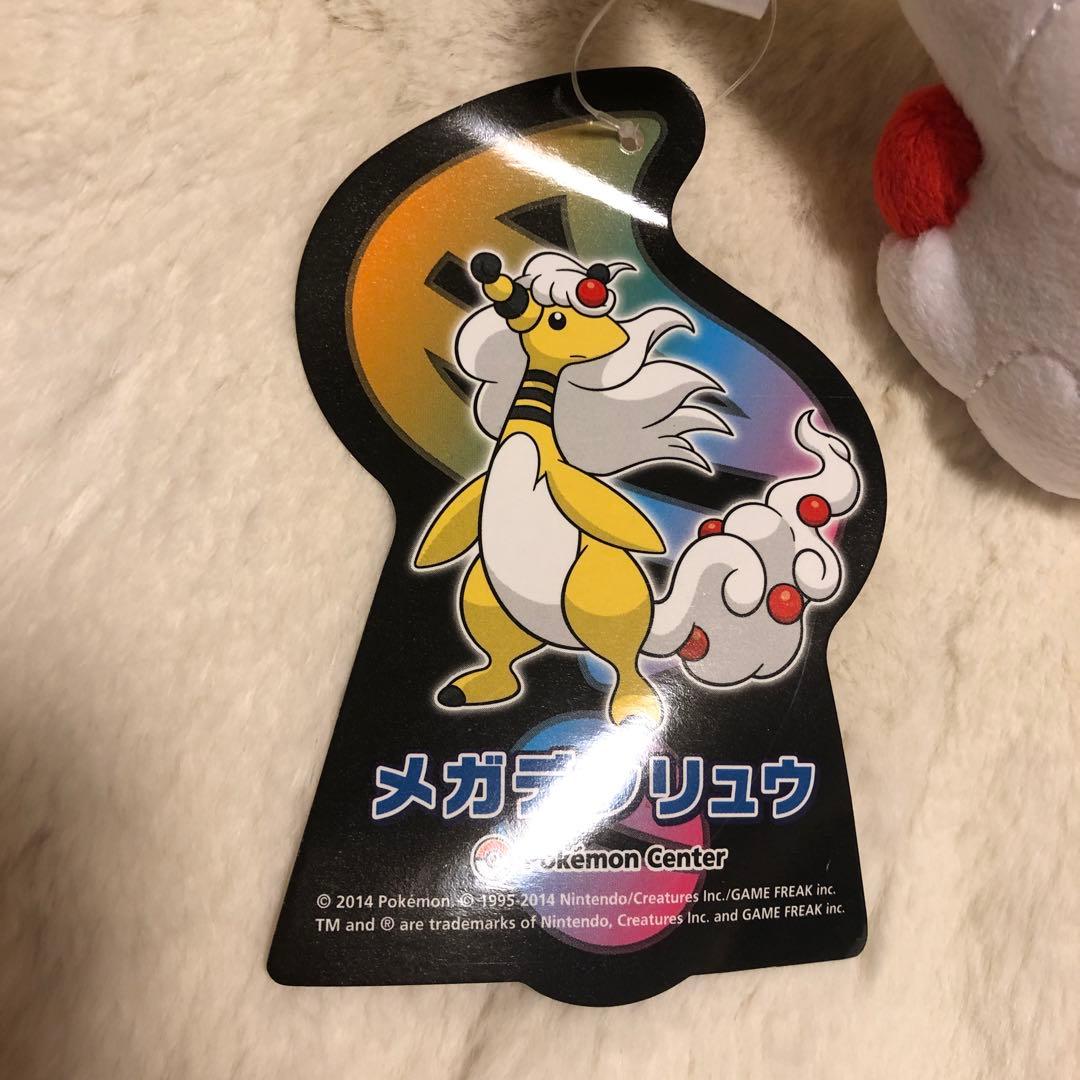 メガデンリュウ
Pokémon Center
© 2014 Pokémon. © 1995-2014 Nintendo/Creatures Inc./GAME FREAK inc.
TM and ® are trademarks of Nintendo, Creatures Inc. and GAME FREAK inc.